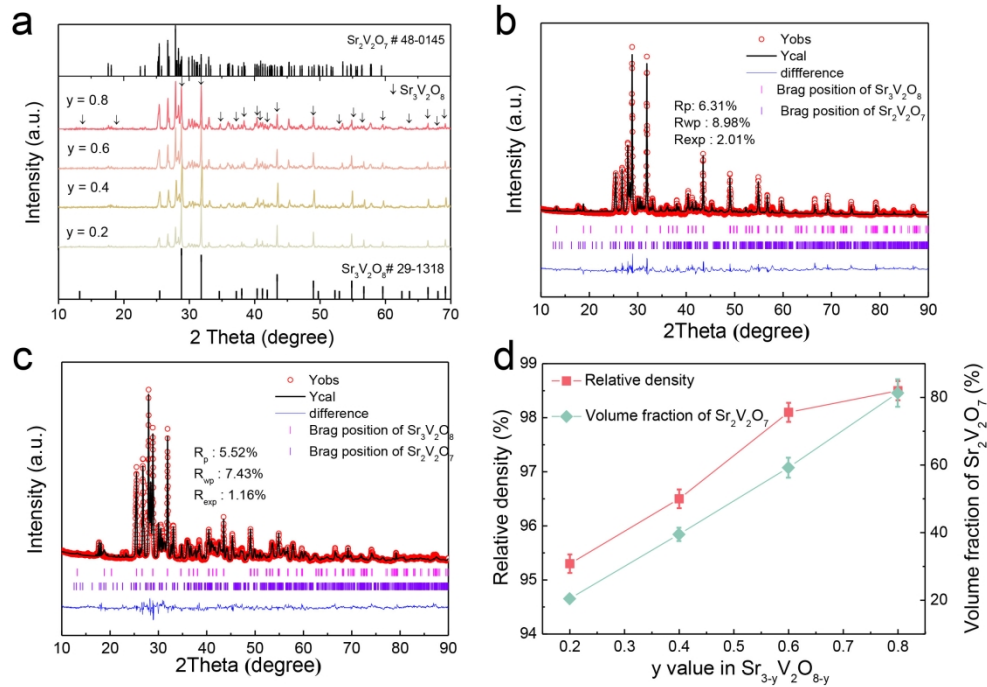 a
Intensity (a.u.)
Sr2V2O7 # 48-0145
↓ Sr3V2O8
y = 0.8
y = 0.6
y = 0.4
y = 0.2
Sr3V2O8# 29-1318
10 20 30 40 50 60 70
2 Theta (degree)
b
Intensity (a.u.)
Yobs
Ycal
diffference
Brag position of Sr3V2O8
Brag position of Sr2V2O7
Rp: 6.31%
Rwp : 8.98%
Rexp : 2.01%
10 20 30 40 50 60 70 80 90
2Theta (degree)
c
Intensity (a.u.)
Yobs
Ycal
difference
Brag position of Sr3V2O8
Brag position of Sr2V2O7
Rp : 5.52%
Rwp : 7.43%
Rexp : 1.16%
10 20 30 40 50 60 70 80 90
2Theta (degree)
d
Relative density (%)
99
98
97
96
95
94
Relative density
Volume fraction of Sr2V2O7
80
60
40
20
Volume fraction of Sr2V2O7 (%)
0.2 0.4 0.6 0.8
y value in Sr3-yV2O8-y